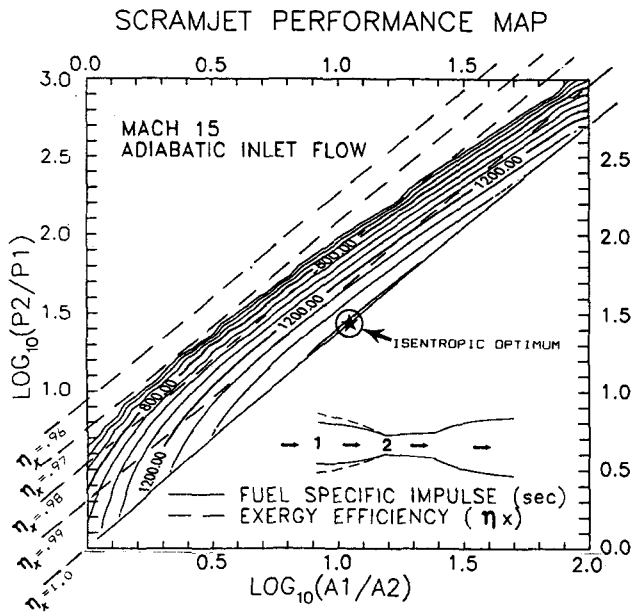 SCRAMJET PERFORMANCE MAP
0.0 0.5 1.0 1.5
3.0
2.5
2.0
1.5
1.0
LOG10(P2/P1)
MACH 15
ADIABATIC INLET FLOW
2.5
2.0
1.5
1.0
0.5
0.0
1200.00
800.00
1200.00
800.00
1200.00
ISENTROPIC OPTIMUM
1
2
FUEL SPECIFIC IMPULSE (sec)
EXERGY EFFICIENCY (ηx)
ηx=.96
ηx=.97
ηx=.98
ηx=.99
ηx=1.0
0.5 1.0 1.5 2.0
LOG10(A1/A2)